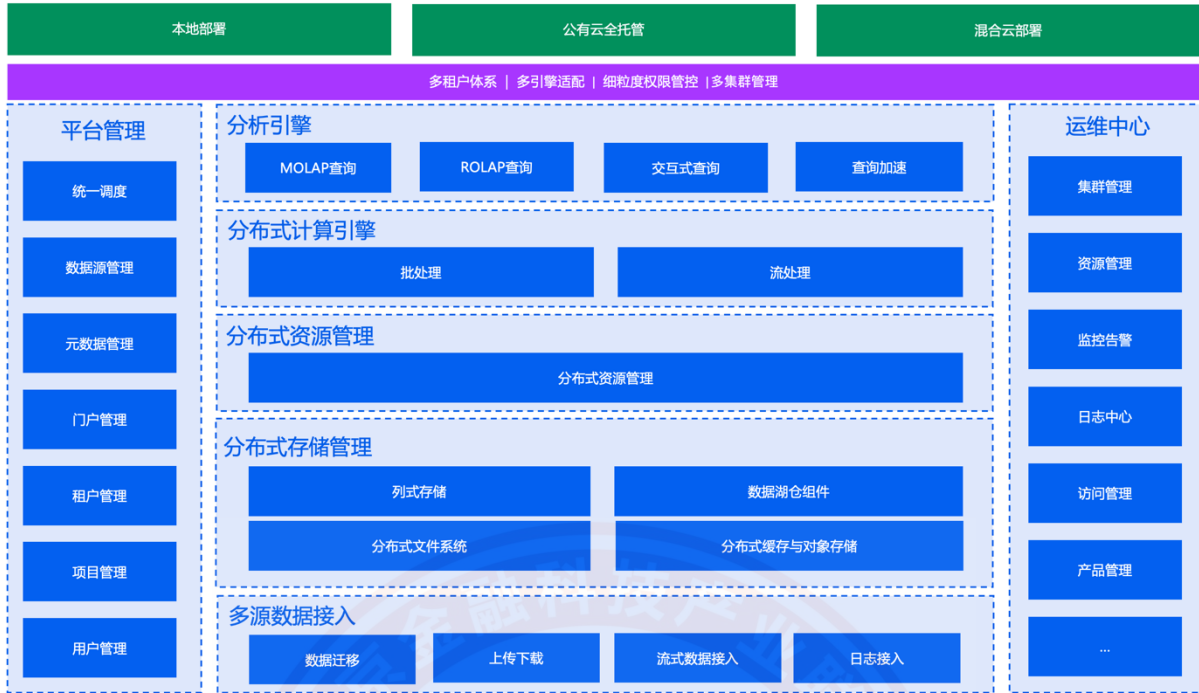 本地部署
公有云全托管
混合云部署
多租户体系 | 多引擎适配 | 细粒度权限管控 |多集群管理
平台管理
统一调度
数据源管理
元数据管理
门户管理
租户管理
项目管理
用户管理
分析引擎
MOLAP查询
ROLAP查询
交互式查询
查询加速
分布式计算引擎
批处理
流处理
分布式资源管理
分布式资源管理
分布式存储管理
列式存储
数据湖仓组件
分布式文件系统
分布式缓存与对象存储
多源数据接入
数据迁移
上传下载
流式数据接入
日志接入
运维中心
集群管理
资源管理
监控告警
日志中心
访问管理
产品管理
...
金融科技产业